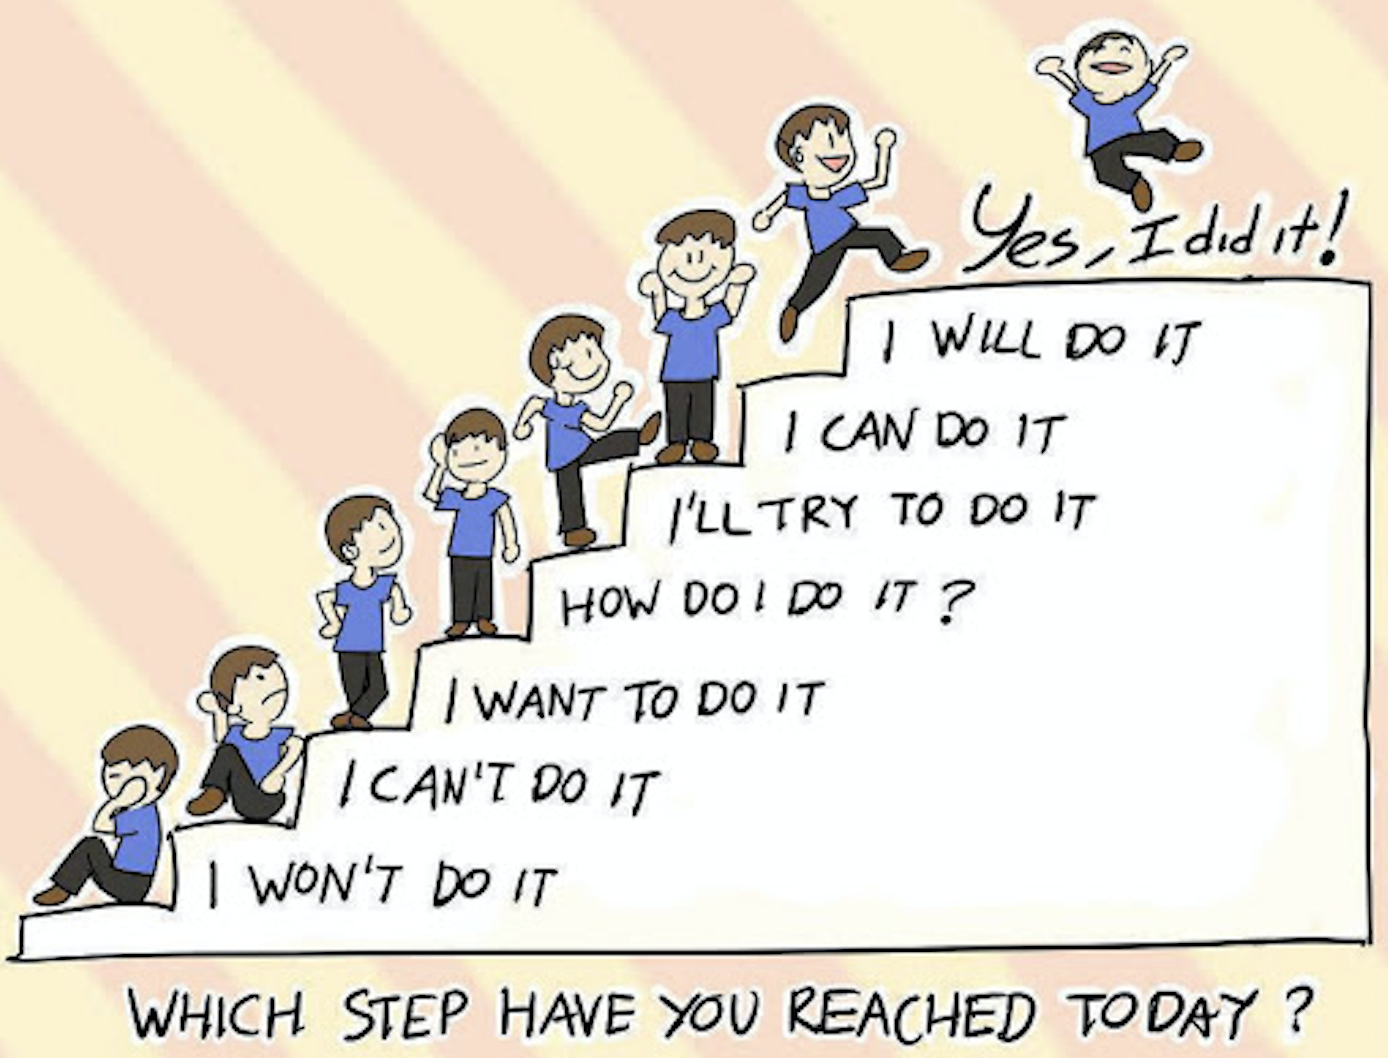 Yes, I did it!
I WILL DO IT
I CAN DO IT
I'LL TRY TO DO IT
HOW DO I DO IT ?
I WANT TO DO IT
I CAN'T DO IT
I WON'T DO IT
WHICH STEP HAVE YOU REACHED TODAY ?